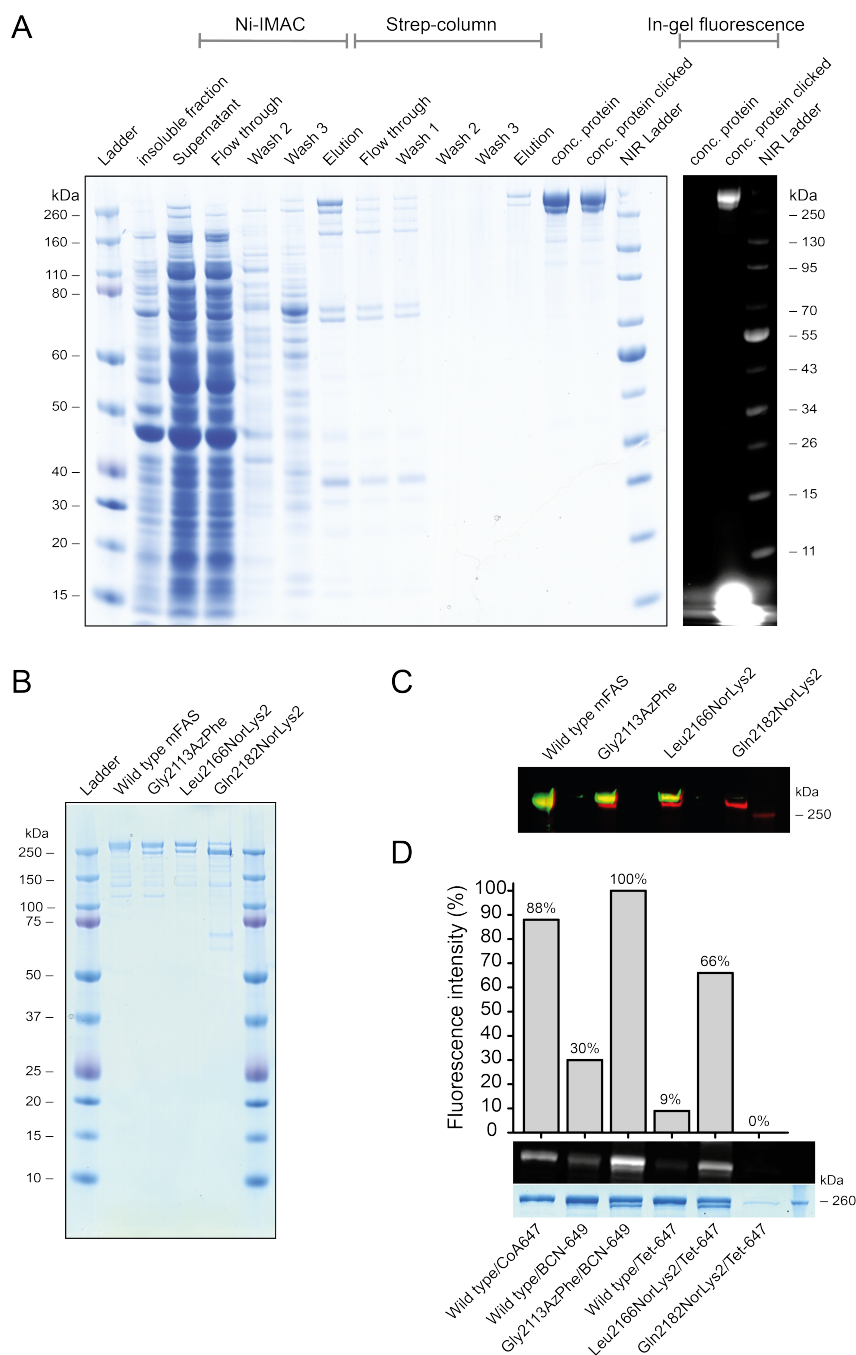 A
Ni-IMAC Strep-column In-gel fluorescence
Ladder
insoluble fraction
Supernatant
Flow through
Wash 2
Wash 3
Elution
Flow through
Wash 1
Wash 2
Wash 3
Elution
conc. protein
conc. protein clicked
NIR Ladder
conc. protein
conc. protein clicked
NIR Ladder
kDa
260 –
160 –
110 –
80 –
60 –
50 –
40 –
30 –
20 –
15 –
kDa
– 250
– 130
– 95
– 70
– 55
– 43
– 34
– 26
– 15
– 11
B
Ladder
Wild type mFAS
Gly2113AzPhe
Leu2166NorLys2
Gln2182NorLys2
kDa
250 –
150 –
100 –
75 –
50 –
37 –
25 –
20 –
15 –
10 –
C
Wild type mFAS
Gly2113AzPhe
Leu2166NorLys2
Gln2182NorLys2
kDa
– 250
D
Fluorescence intensity (%)
100
90
80
70
60
50
40
30
20
10
0
88%
30%
100%
9%
66%
0%
kDa
– 260
Wild type/CoA647
Wild type/BCN-649
Gly2113AzPhe/BCN-649
Wild type/Tet-647
Leu2166NorLys2/Tet-647
Gln2182NorLys2/Tet-647